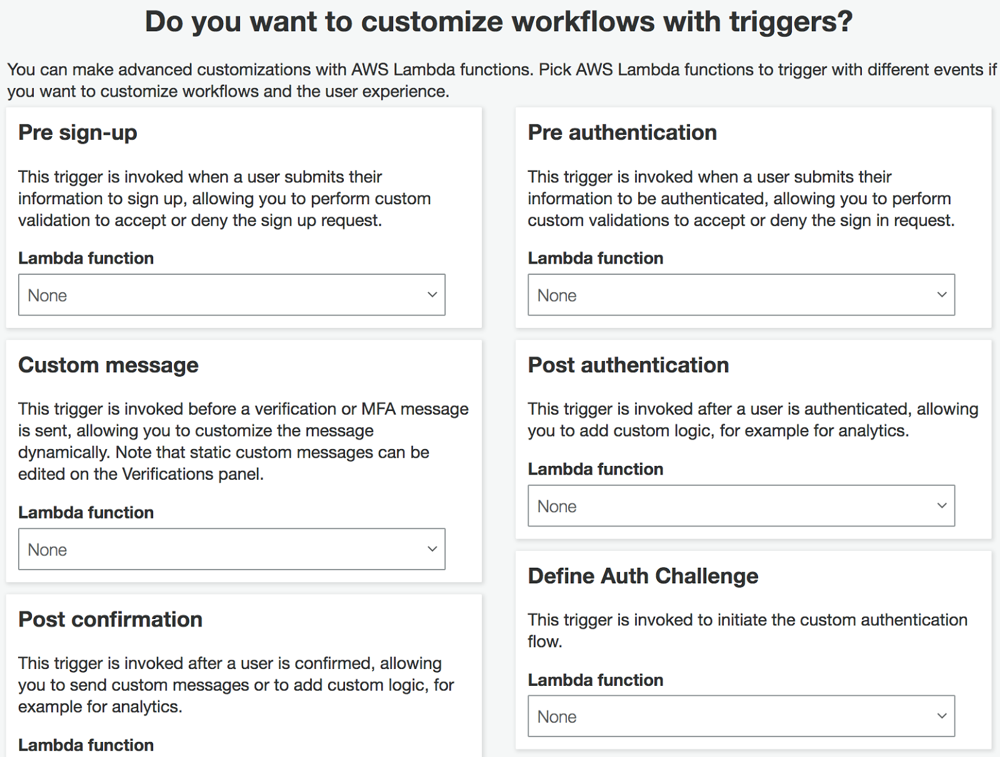 Do you want to customize workflows with triggers?
You can make advanced customizations with AWS Lambda functions. Pick AWS Lambda functions to trigger with different events if
you want to customize workflows and the user experience.
Pre sign-up
This trigger is invoked when a user submits their
information to sign up, allowing you to perform custom
validation to accept or deny the sign up request.
Lambda function
None
Custom message
This trigger is invoked before a verification or MFA message
is sent, allowing you to customize the message
dynamically. Note that static custom messages can be
edited on the Verifications panel.
Lambda function
None
Post confirmation
This trigger is invoked after a user is confirmed, allowing
you to send custom messages or to add custom logic, for
example for analytics.
Lambda function
Pre authentication
This trigger is invoked when a user submits their
information to be authenticated, allowing you to perform
custom validations to accept or deny the sign in request.
Lambda function
None
Post authentication
This trigger is invoked after a user is authenticated, allowing
you to add custom logic, for example for analytics.
Lambda function
None
Define Auth Challenge
This trigger is invoked to initiate the custom authentication
flow.
Lambda function
None